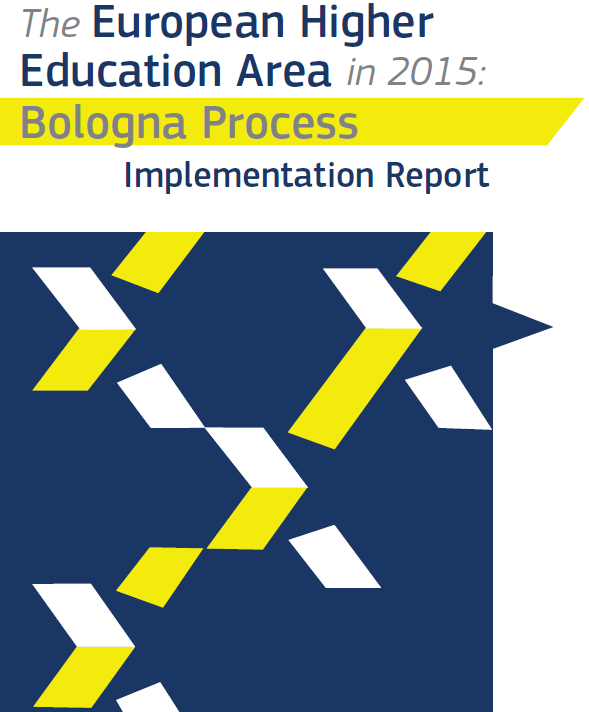 The European Higher
Education Area in 2015:
Bologna Process
Implementation Report